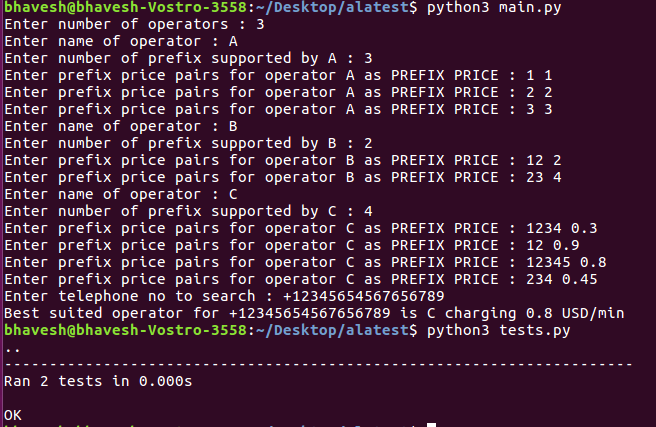 bhavesh@bhavesh-Vostro-3558:~/Desktop/alatest$ python3 main.py
Enter number of operators : 3
Enter name of operator : A
Enter number of prefix supported by A : 3
Enter prefix price pairs for operator A as PREFIX PRICE : 1 1
Enter prefix price pairs for operator A as PREFIX PRICE : 2 2
Enter prefix price pairs for operator A as PREFIX PRICE : 3 3
Enter name of operator : B
Enter number of prefix supported by B : 2
Enter prefix price pairs for operator B as PREFIX PRICE : 12 2
Enter prefix price pairs for operator B as PREFIX PRICE : 23 4
Enter name of operator : C
Enter number of prefix supported by C : 4
Enter prefix price pairs for operator C as PREFIX PRICE : 1234 0.3
Enter prefix price pairs for operator C as PREFIX PRICE : 12 0.9
Enter prefix price pairs for operator C as PREFIX PRICE : 12345 0.8
Enter prefix price pairs for operator C as PREFIX PRICE : 234 0.45
Enter telephone no to search : +12345654567656789
Best suited operator for +12345654567656789 is C charging 0.8 USD/min
bhavesh@bhavesh-Vostro-3558:~/Desktop/alatest$ python3 tests.py
..
----------------------------------------------------------------------
Ran 2 tests in 0.000s
OK
bhavesh@bhavesh-Vostro-3558:~/Desktop/alatest$